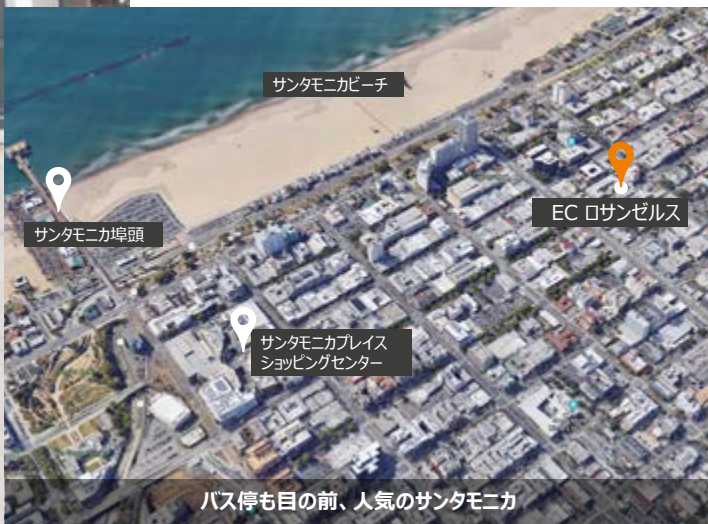 サンタモニカビーチ
EC ロサンゼルス
サンタモニカ埠頭
サンタモニカプレイス
ショッピングセンター
バス停も目の前、人気のサンタモニカ